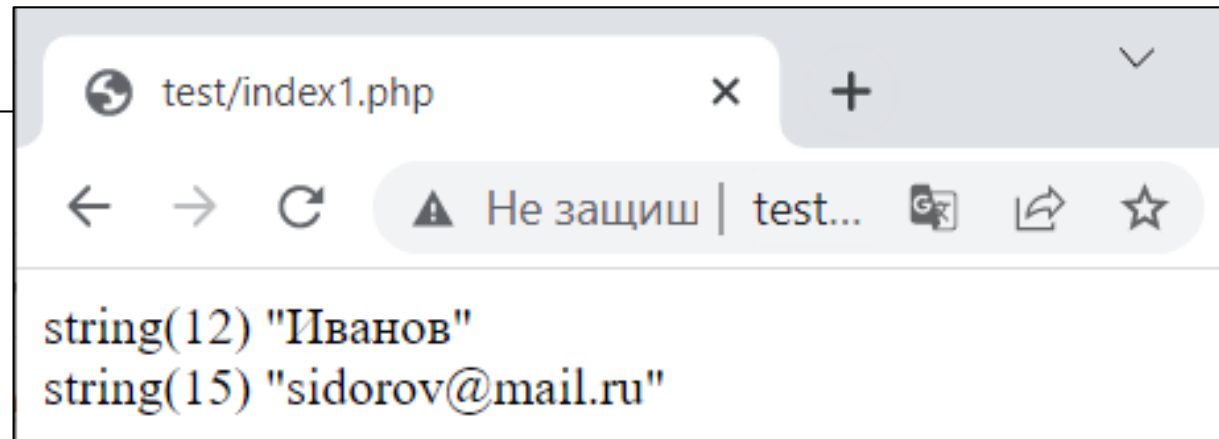 test/index1.php
Не защищ | test...
string(12) "Иванов"
string(15) "sidorov@mail.ru"